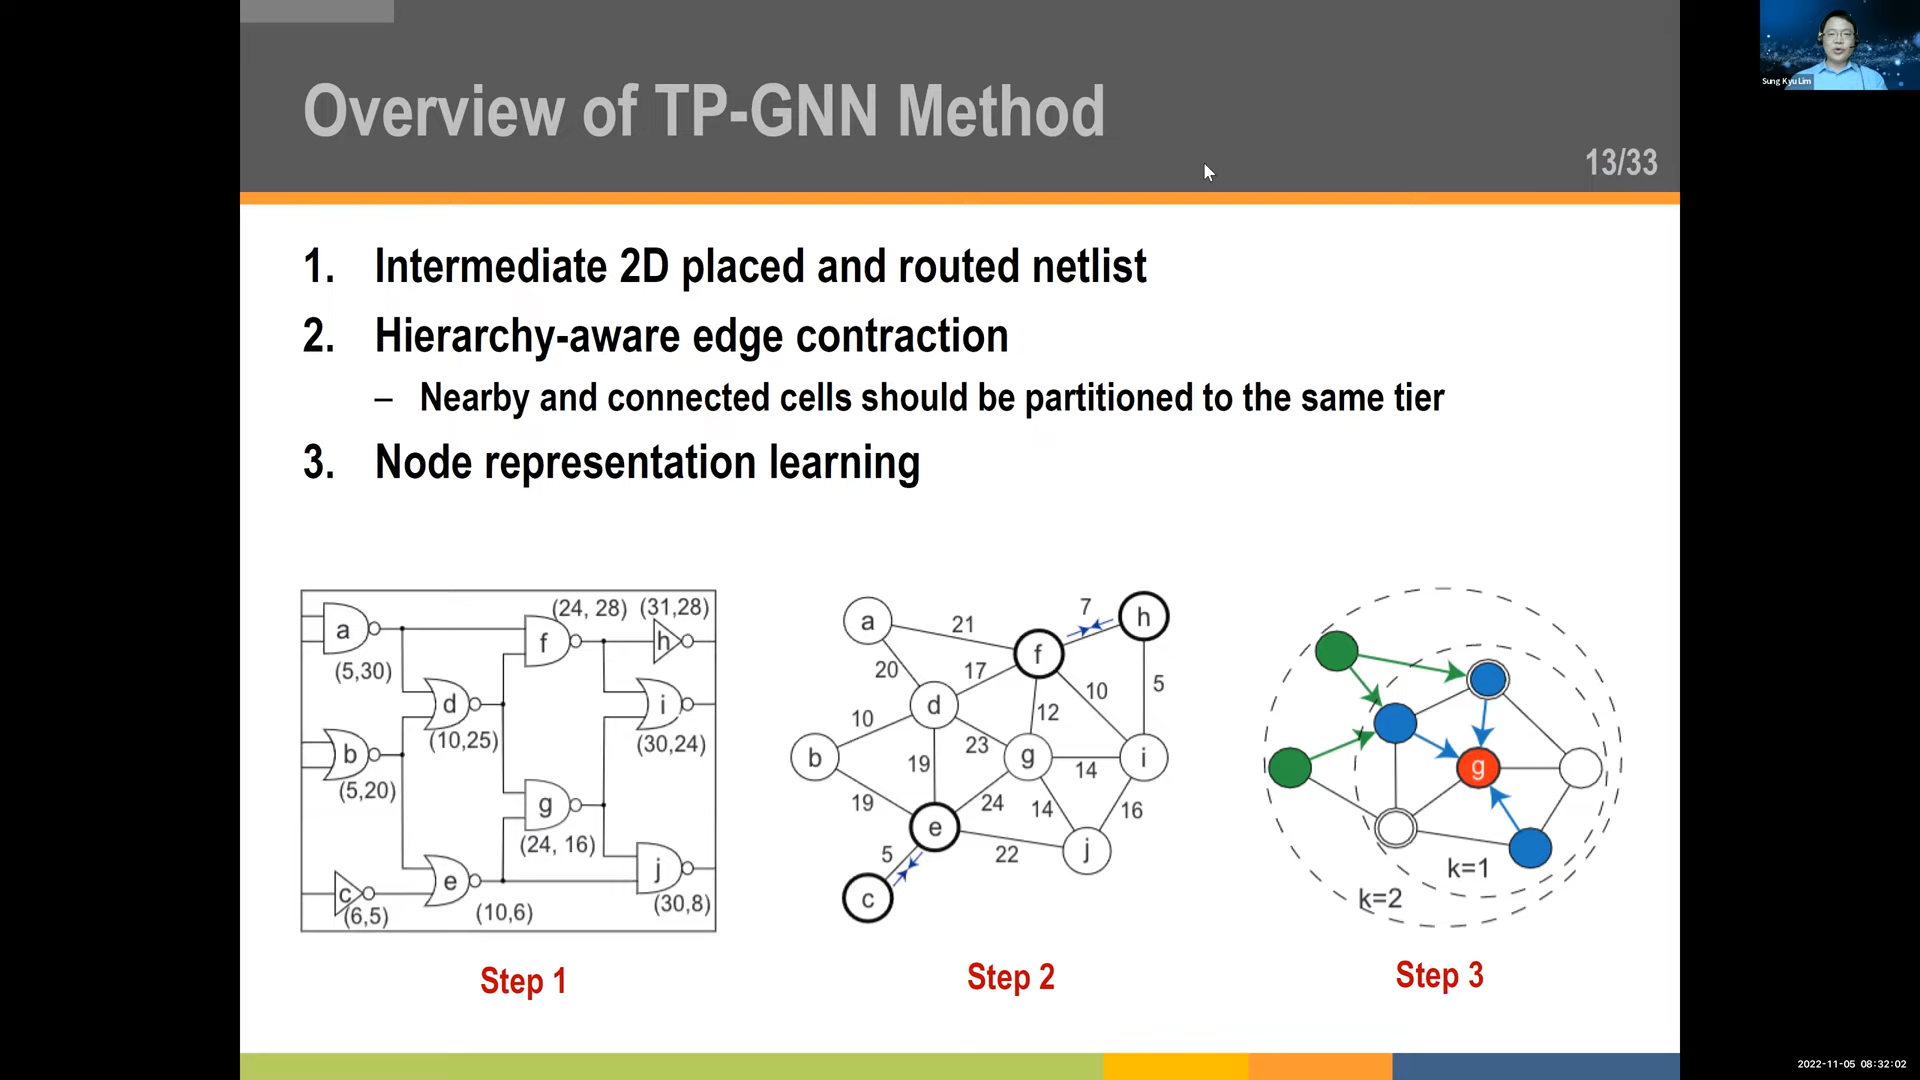 Overview of TP-GNN Method
13/33
Sung Kyu Lim
1. Intermediate 2D placed and routed netlist
2. Hierarchy-aware edge contraction
– Nearby and connected cells should be partitioned to the same tier
3. Node representation learning
a
(5,30)
b
(5,20)
c
(6,5)
d
(10,25)
e
(10,6)
f
(24, 28)
g
(24, 16)
h
(31,28)
i
(30,24)
j
(30,8)
Step 1
a
21
20
f
7
h
17
10
5
d
12
10
23
b
19
g
14
i
19
24
14
16
e
22
j
5
c
Step 2
g
k=1
k=2
Step 3
2022-11-05 08:32:02